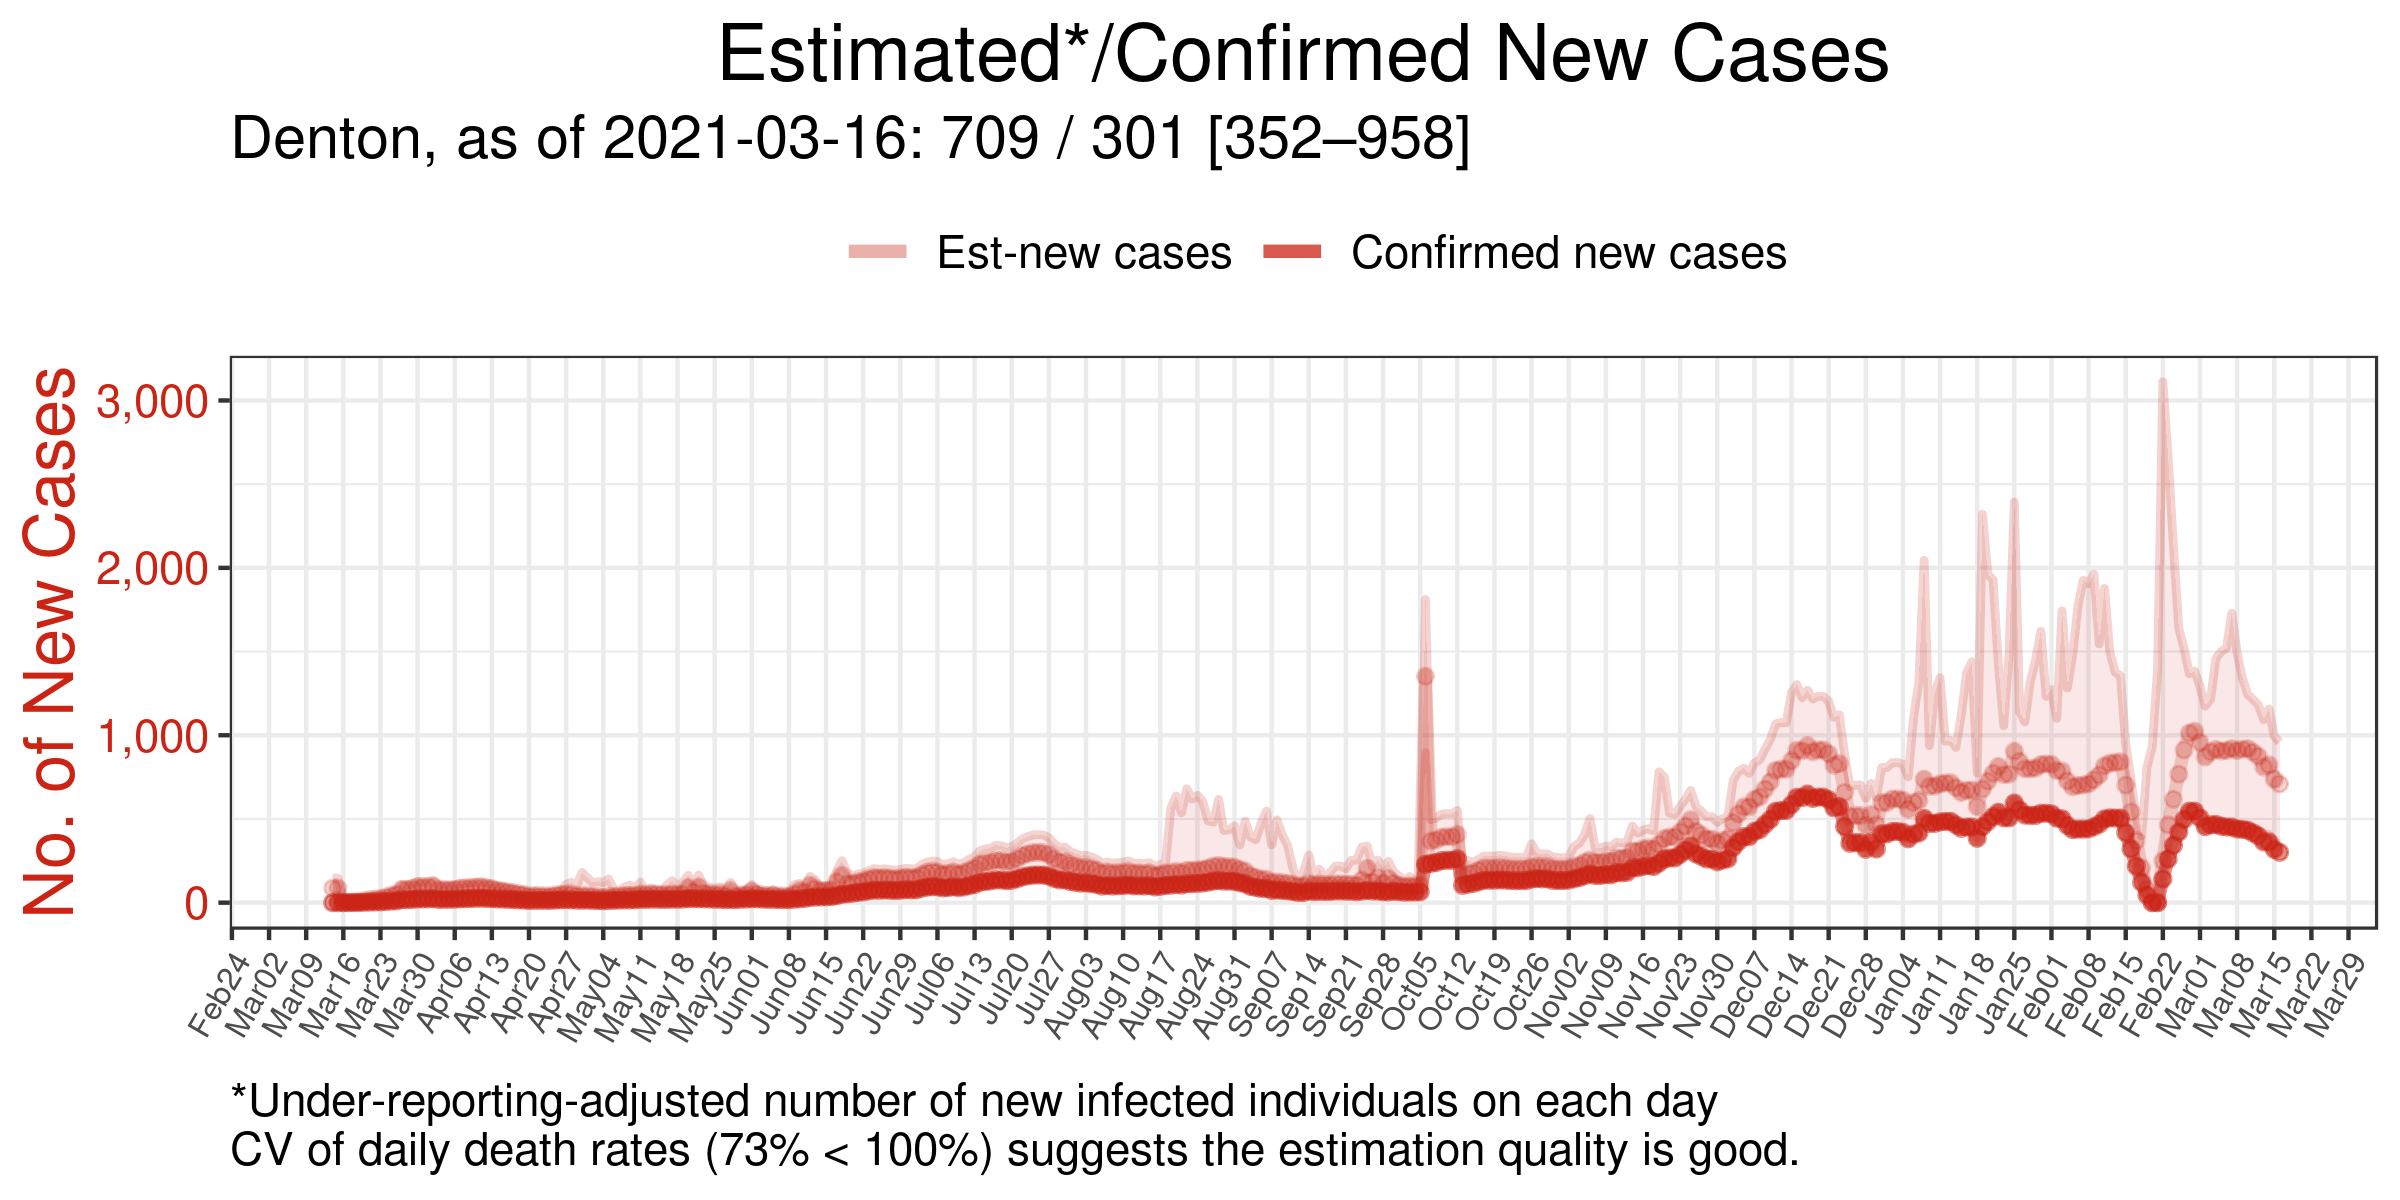 Estimated*/Confirmed New Cases
Denton, as of 2021-03-16: 709 / 301 [352–958]
Est-new cases
Confirmed new cases
No. of New Cases
3,000
2,000
1,000
0
Feb24
Mar02
Mar09
Mar16
Mar23
Mar30
Apr06
Apr13
Apr20
Apr27
May04
May11
May18
May25
Jun01
Jun08
Jun15
Jun22
Jun29
Jul06
Jul13
Jul20
Jul27
Aug03
Aug10
Aug17
Aug24
Aug31
Sep07
Sep14
Sep21
Sep28
Oct05
Oct12
Oct19
Oct26
Nov02
Nov09
Nov16
Nov23
Nov30
Dec07
Dec14
Dec21
Dec28
Jan04
Jan11
Jan18
Jan25
Feb01
Feb08
Feb15
Feb22
Mar01
Mar08
Mar15
Mar22
Mar29
*Under-reporting-adjusted number of new infected individuals on each day
CV of daily death rates (73% < 100%) suggests the estimation quality is good.